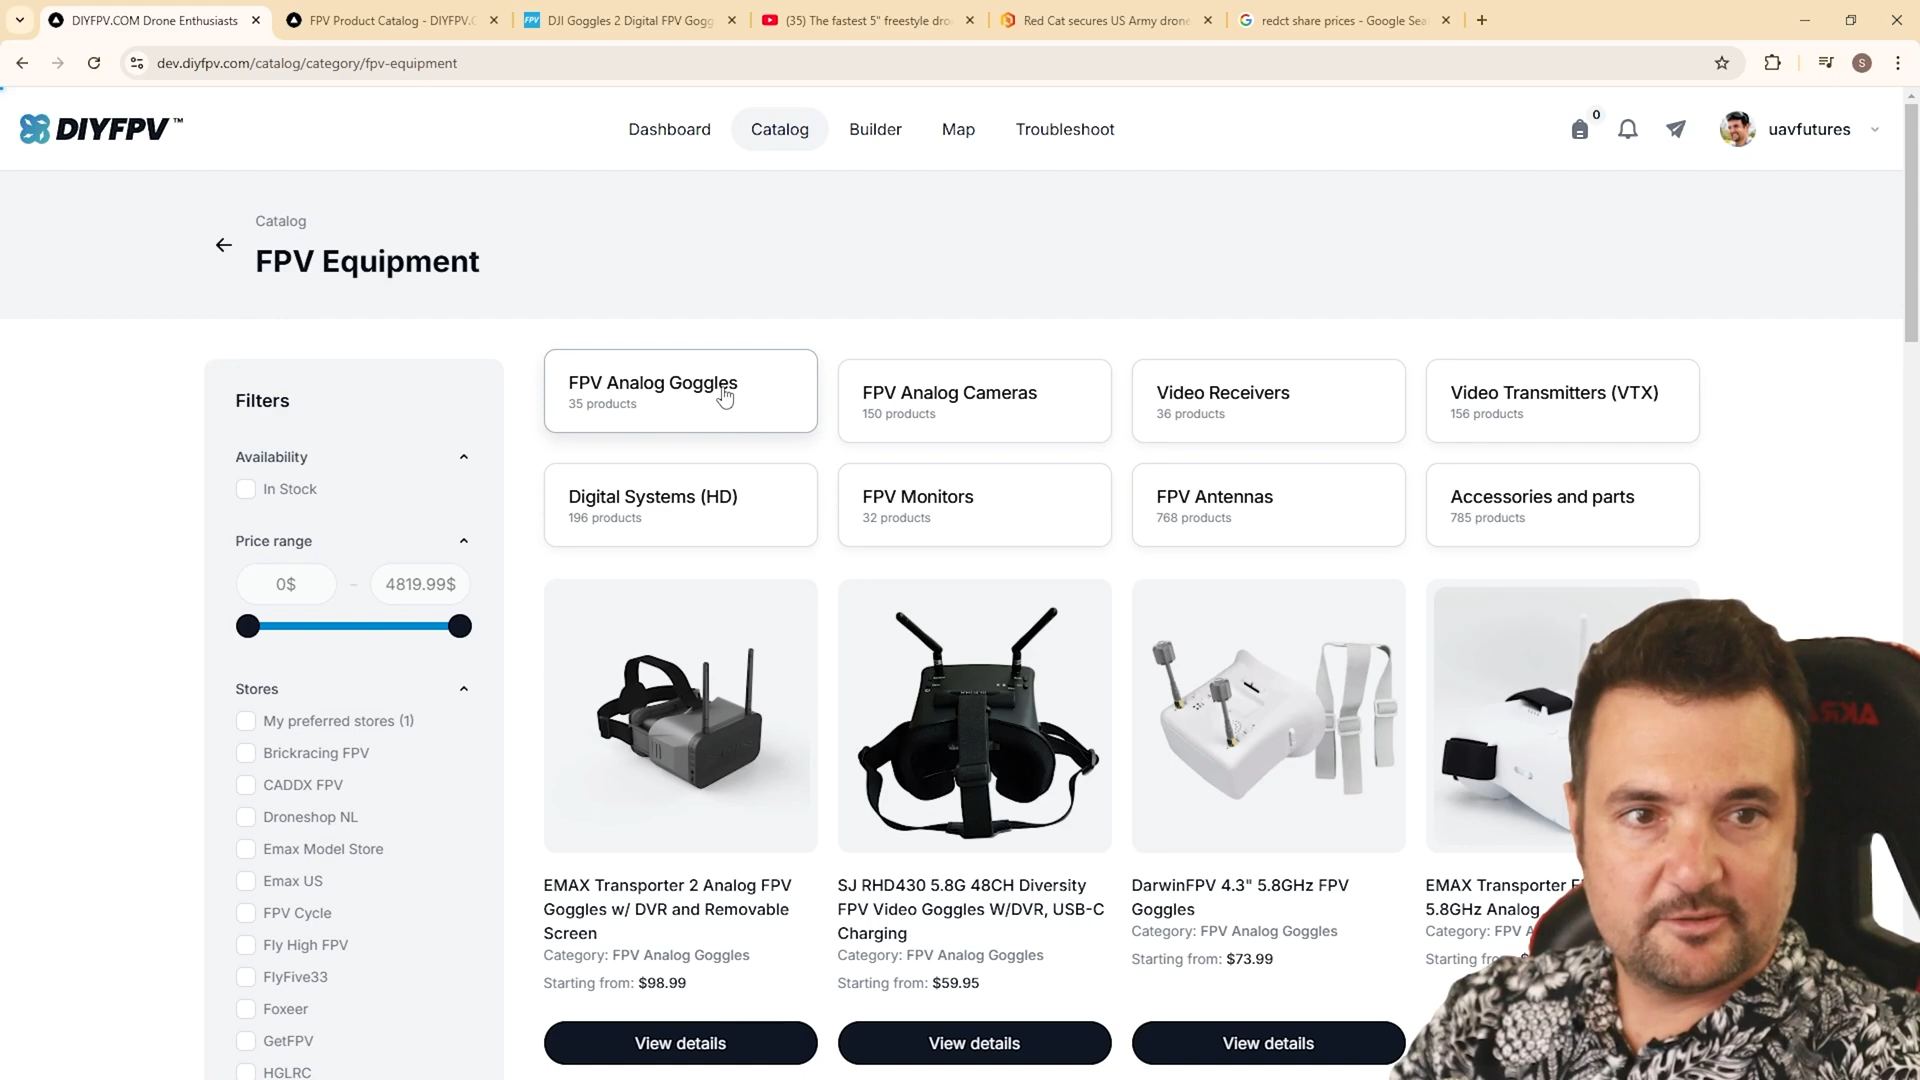 DIYFPV.COM Drone Enthusiasts
FPV Product Catalog - DIYFPV.C
FPV
DJI Goggles 2 Digital FPV Gogg
(35) The fastest 5" freestyle dro
Red Cat secures US Army drone
redct share prices - Google Sea
dev.diyfpv.com/catalog/category/fpv-equipment
S
DIYFPV™
Dashboard
Catalog
Builder
Map
Troubleshoot
0
uavfutures
Catalog
FPV Equipment
Filters
Availability
In Stock
Price range
0$
–
4819.99$
Stores
My preferred stores (1)
Brickracing FPV
CADDX FPV
Droneshop NL
Emax Model Store
Emax US
FPV Cycle
Fly High FPV
FlyFive33
Foxeer
GetFPV
HGLRC
FPV Analog Goggles
35 products
FPV Analog Cameras
150 products
Video Receivers
36 products
Video Transmitters (VTX)
156 products
Digital Systems (HD)
196 products
FPV Monitors
32 products
FPV Antennas
768 products
Accessories and parts
785 products
EMAX Transporter 2 Analog FPV
Goggles w/ DVR and Removable
Screen
Category: FPV Analog Goggles
Starting from: $98.99
View details
SJ RHD430 5.8G 48CH Diversity
FPV Video Goggles W/DVR, USB-C
Charging
Category: FPV Analog Goggles
Starting from: $59.95
View details
DarwinFPV 4.3" 5.8GHz FPV
Goggles
Category: FPV Analog Goggles
Starting from: $73.99
View details
EMAX Transporter
5.8GHz Analog
Category: FPV
Starting